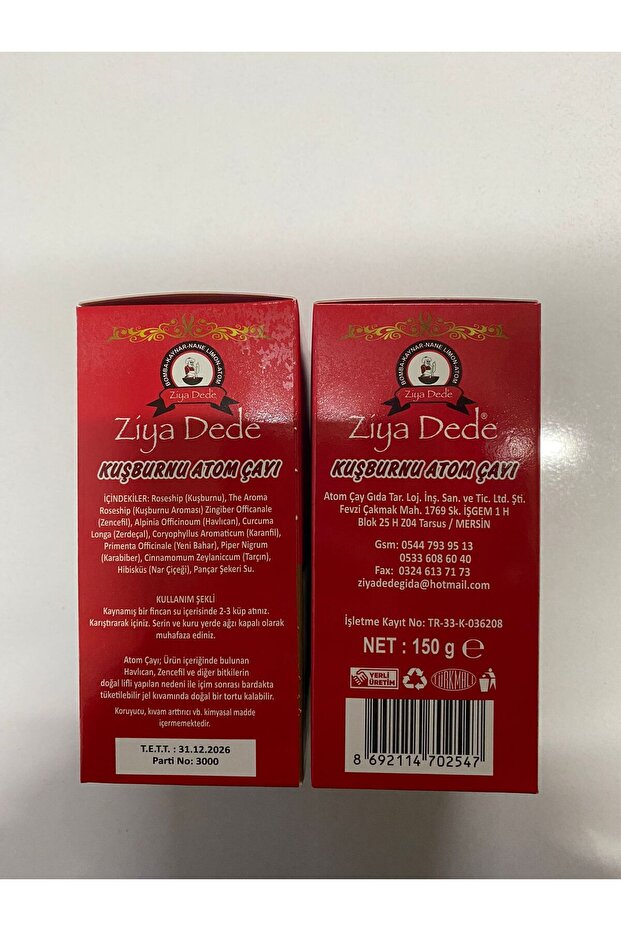 BOMBA-KAYNAR-NANE LIMON-ATOM
Ziya Dede
Ziya Dede
KUŞBURNU ATOM ÇAYI
İÇİNDEKİLER: Roseship (Kuşburnu), The Aroma
Roseship (Kuşburnu Aroması) Zingiber Officanale
(Zencefil), Alpinia Officinoum (Havlıcan), Curcuma
Longa (Zerdeçal), Coryophyllus Aromaticum (Karanfil),
Primenta Officinale (Yeni Bahar), Piper Nigrum
(Karabiber), Cinnamomum Zeylaniccum (Tarçın),
Hibisküs (Nar Çiçeği), Pançar Şekeri Su.
KULLANIM ŞEKLİ
Kaynamış bir fincan su içerisinde 2-3 küp atınız.
Karıştırarak içiniz. Serin ve kuru yerde ağzı kapalı olarak
muhafaza ediniz.
Atom Çayı; Ürün içeriğinde bulunan
Havlıcan, Zencefil ve diğer bitkilerin
doğal lifli yapılan nedeni ile içim sonrası bardakta
tüketilebilir jel kıvamında doğal bir tortu kalabilir.
Koruyucu, kıvam arttırıcı vb. kimyasal madde
içermemektedir.
T.E.T.T. : 31.12.2026
Parti No: 3000
BOMBA-KAYNAR-NANE LIMON-ATOM
Ziya Dede
Ziya Dede®
KUŞBURNU ATOM ÇAYI
Atom Çay Gıda Tar. Loj. İnş. San. ve Tic. Ltd. Şti.
Fevzi Çakmak Mah. 1769 Sk. İŞGEM 1 H
Blok 25 H Z04 Tarsus / MERSİN
Gsm: 0544 793 95 13
0533 608 60 40
Fax: 0324 613 71 73
ziyadedegida@hotmail.com
İşletme Kayıt No: TR-33-K-036208
NET : 150 g ℮
YERLİ
ÜRETİM
TÜRKMALI
8 692114 702547